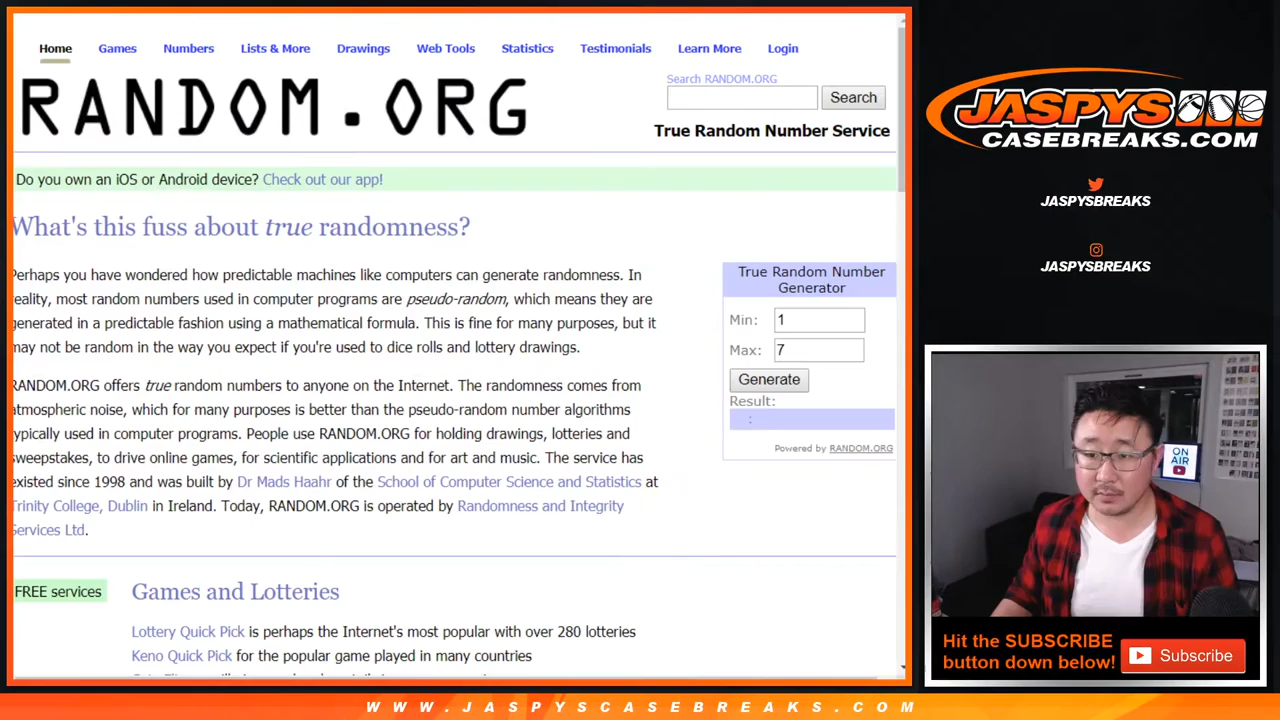 Home Games Numbers Lists & More Drawings Web Tools Statistics Testimonials Learn More Login
RANDOM.ORG
Search RANDOM.ORG
Search
True Random Number Service
Do you own an iOS or Android device? Check out our app!
What's this fuss about true randomness?
Perhaps you have wondered how predictable machines like computers can generate randomness. In
reality, most random numbers used in computer programs are pseudo-random, which means they are
generated in a predictable fashion using a mathematical formula. This is fine for many purposes, but it
may not be random in the way you expect if you're used to dice rolls and lottery drawings.
RANDOM.ORG offers true random numbers to anyone on the Internet. The randomness comes from
atmospheric noise, which for many purposes is better than the pseudo-random number algorithms
typically used in computer programs. People use RANDOM.ORG for holding drawings, lotteries and
sweepstakes, to drive online games, for scientific applications and for art and music. The service has
existed since 1998 and was built by Dr Mads Haahr of the School of Computer Science and Statistics at
Trinity College, Dublin in Ireland. Today, RANDOM.ORG is operated by Randomness and Integrity
Services Ltd.
True Random Number
Generator
Min: 1
Max: 7
Generate
Result:
Powered by RANDOM.ORG
FREE services
Games and Lotteries
Lottery Quick Pick is perhaps the Internet's most popular with over 280 lotteries
Keno Quick Pick for the popular game played in many countries
JASPYS
CASEBREAKS.COM
JASPYSBREAKS
JASPYSBREAKS
ON
AIR
Hit the SUBSCRIBE
button down below!
Subscribe
WWW.JASPYSCASEBREAKS.COM